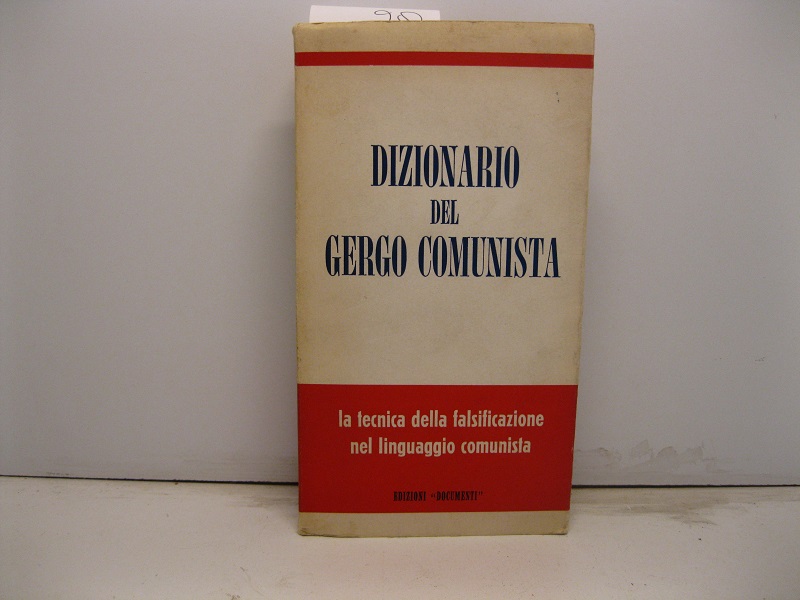 DIZIONARIO
DEL
GERGO COMUNISTA
la tecnica della falsificazione
nel linguaggio comunista
EDIZIONI "DOCUMENTI"